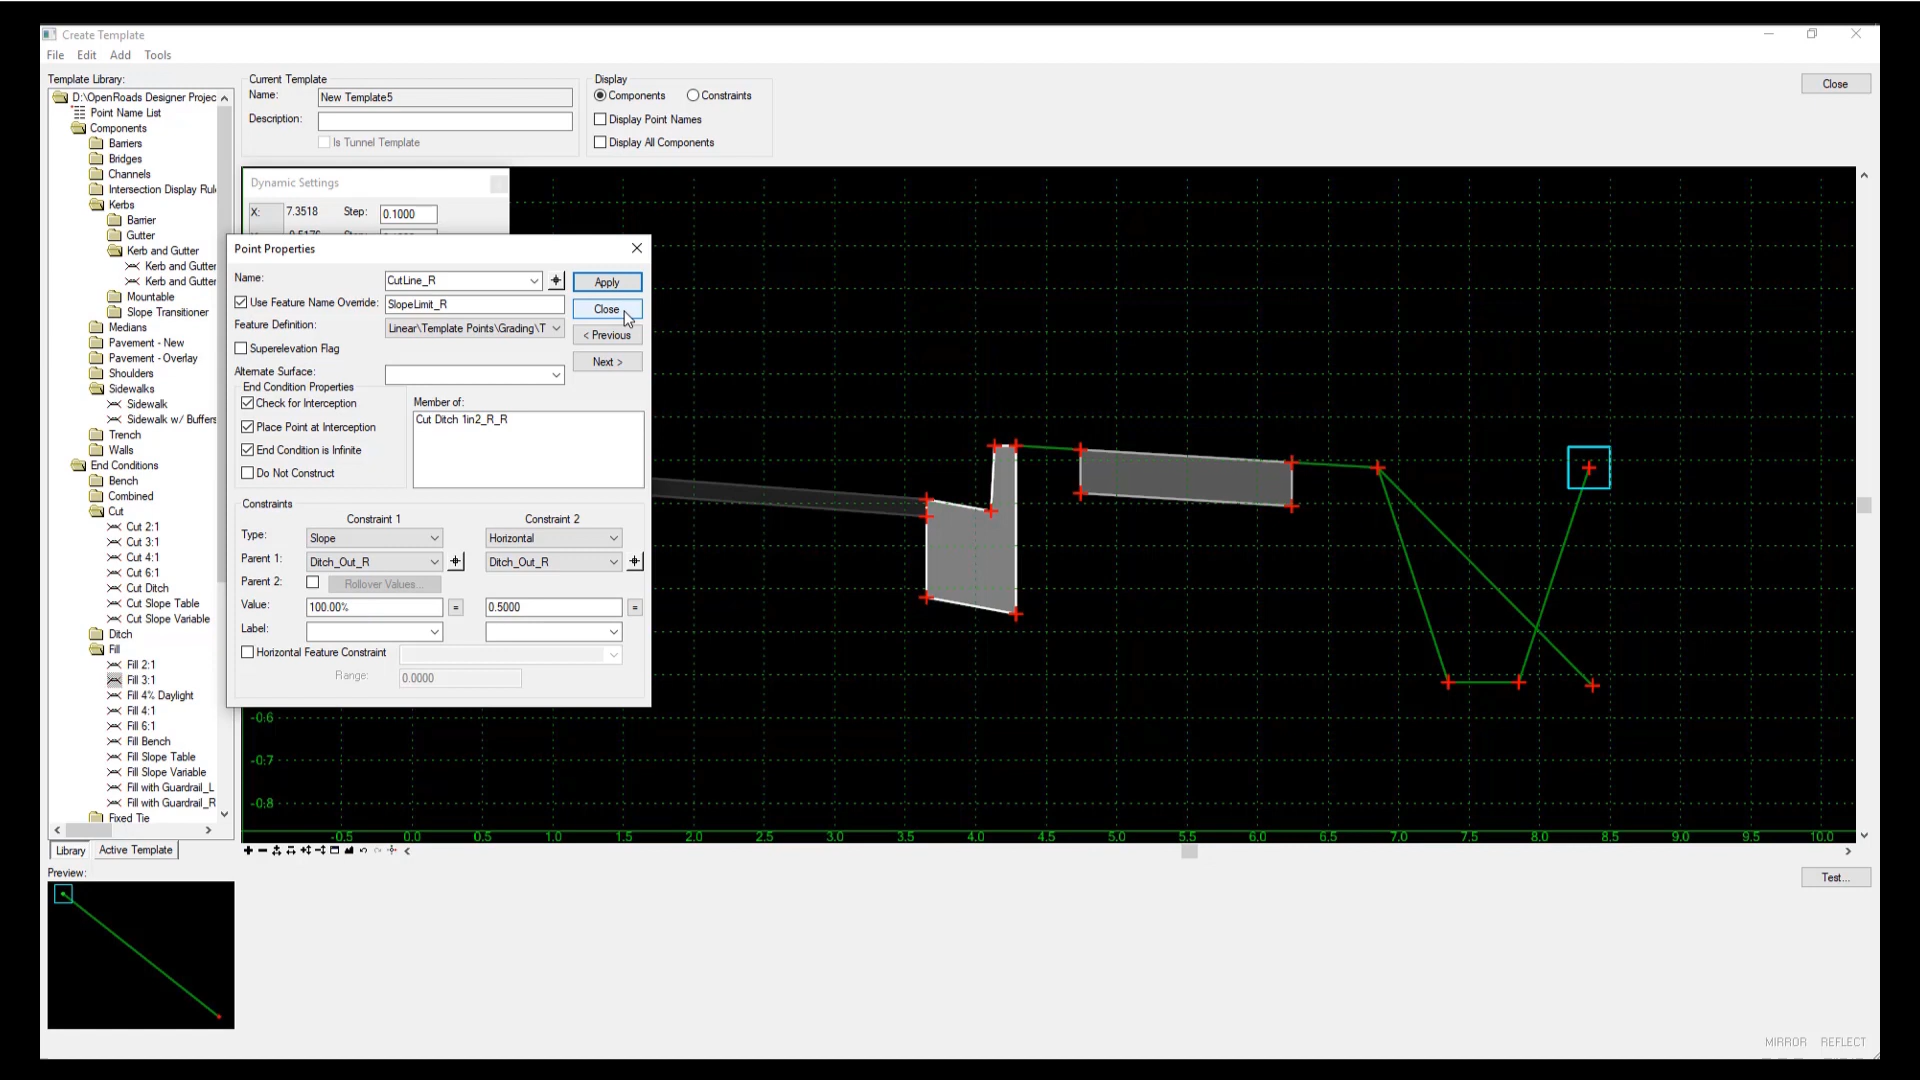 Create Template
File Edit Add Tools
Template Library:
D:\OpenRoads Designer Projec
Point Name List
Components
Barriers
Bridges
Channels
Intersection Display Rul
Kerbs
Barrier
Gutter
Kerb and Gutter
Kerb and Gutter
Kerb and Gutter
Mountable
Slope Transitioner
Medians
Pavement - New
Pavement - Overlay
Shoulders
Sidewalks
Sidewalk
Sidewalk w/ Buffers
Trench
Walls
End Conditions
Bench
Combined
Cut
Cut 2:1
Cut 3:1
Cut 4:1
Cut 6:1
Cut Ditch
Cut Slope Table
Cut Slope Variable
Ditch
Fill
Fill 2:1
Fill 3:1
Fill 4% Daylight
Fill 4:1
Fill 6:1
Fill Bench
Fill Slope Table
Fill Slope Variable
Fill with Guardrail_L
Fill with Guardrail_R
Fixed Tie
Library Active Template
Preview:
Current Template
Name: New Template5
Description:
Is Tunnel Template
Display
Components Constraints
Display Point Names
Display All Components
Close
Dynamic Settings
X: 7.3518 Step: 0.1000
Point Properties
Name: CutLine_R Apply
Use Feature Name Override: SlopeLimit_R Close
Feature Definition: Linear\Template Points\Grading\T < Previous
Superelevation Flag
Next >
Alternate Surface:
End Condition Properties
Check for Interception
Place Point at Interception
End Condition is Infinite
Do Not Construct
Member of:
Cut Ditch 1in2_R_R
Constraints
Constraint 1 Constraint 2
Type: Slope Horizontal
Parent 1: Ditch_Out_R Ditch_Out_R
Parent 2: Rollover Values...
Value: 100.00% = 0.5000 =
Label:
Horizontal Feature Constraint
Range: 0.0000
-0.6
-0.7
-0.8
-0.5 0.0 0.5 1.0 1.5 2.0 2.5 3.0 3.5 4.0 4.5 5.0 5.5 6.0 6.5 7.0 7.5 8.0 8.5 9.0 9.5 10.0
Test...
MIRROR REFLECT